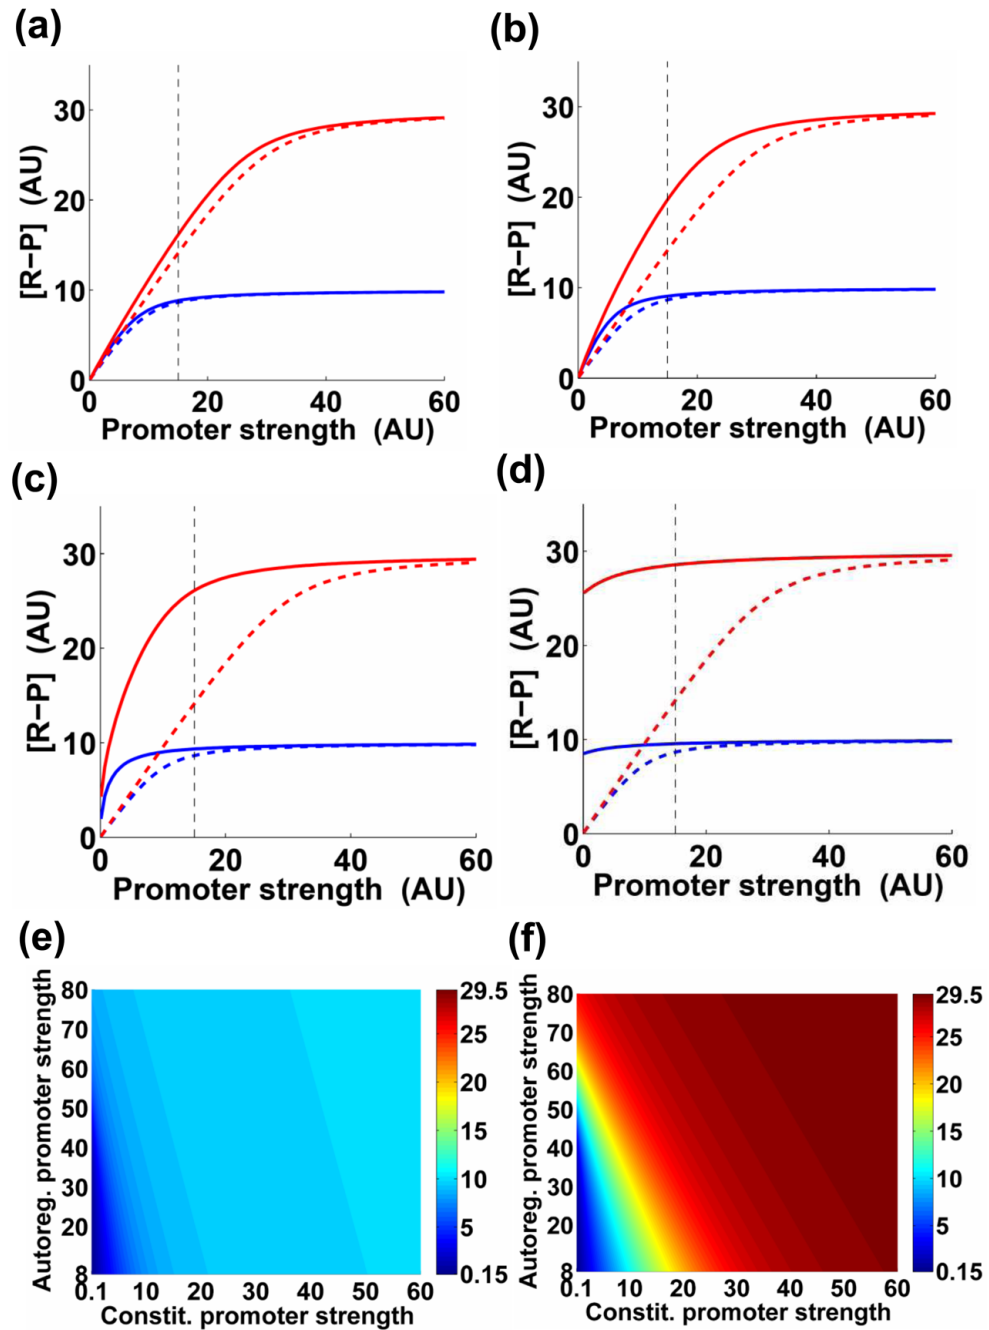 (a)
[R−P] (AU)
30
20
10
0
0 20 40 60
Promoter strength (AU)
(b)
[R−P] (AU)
30
20
10
0
0 20 40 60
Promoter strength (AU)
(c)
[R−P] (AU)
30
20
10
0
0 20 40 60
Promoter strength (AU)
(d)
[R−P] (AU)
30
20
10
0
0 20 40 60
Promoter strength (AU)
(e)
Autoreg. promoter strength
80
70
60
50
40
30
20
8
0.1 10 20 30 40 50 60
Constit. promoter strength
29.5
25
20
15
10
5
0.15
(f)
Autoreg. promoter strength
80
70
60
50
40
30
20
8
0.1 10 20 30 40 50 60
Constit. promoter strength
29.5
25
20
15
10
5
0.15